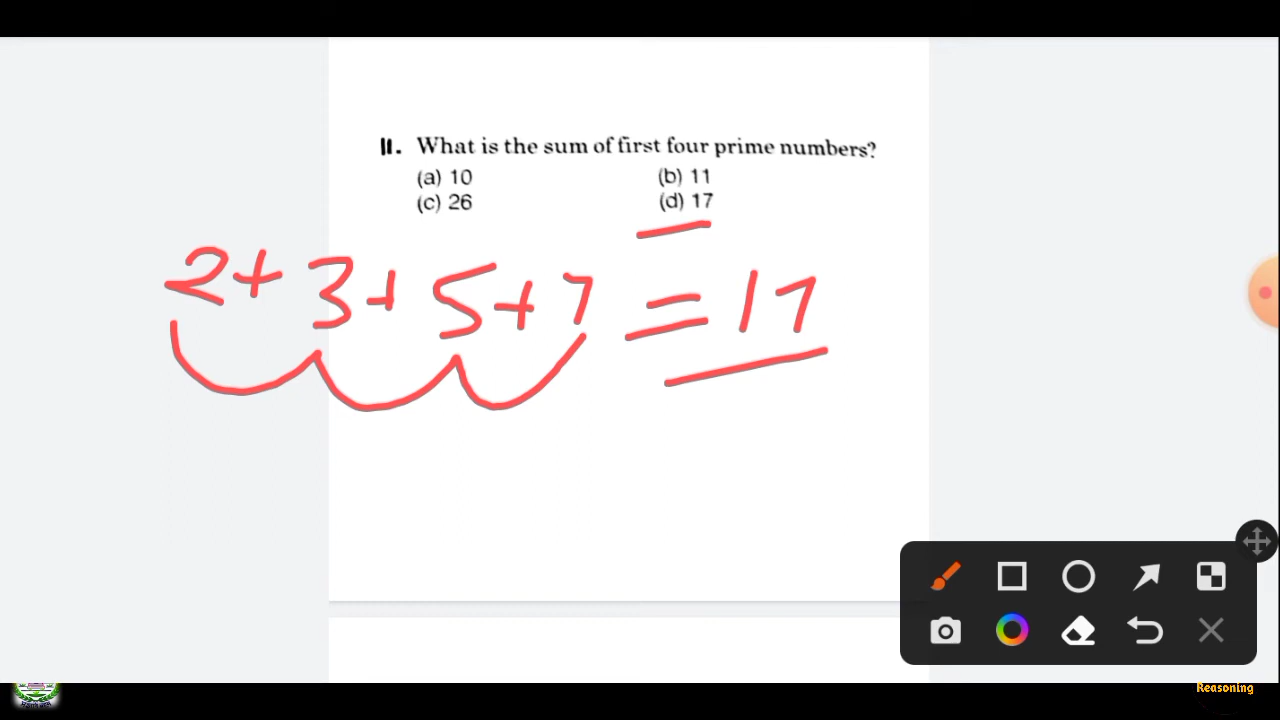 11. What is the sum of first four prime numbers?
(a) 10 (b) 11
(c) 26 (d) 17
2+ 3+ 5+7 = 17
Reasoning